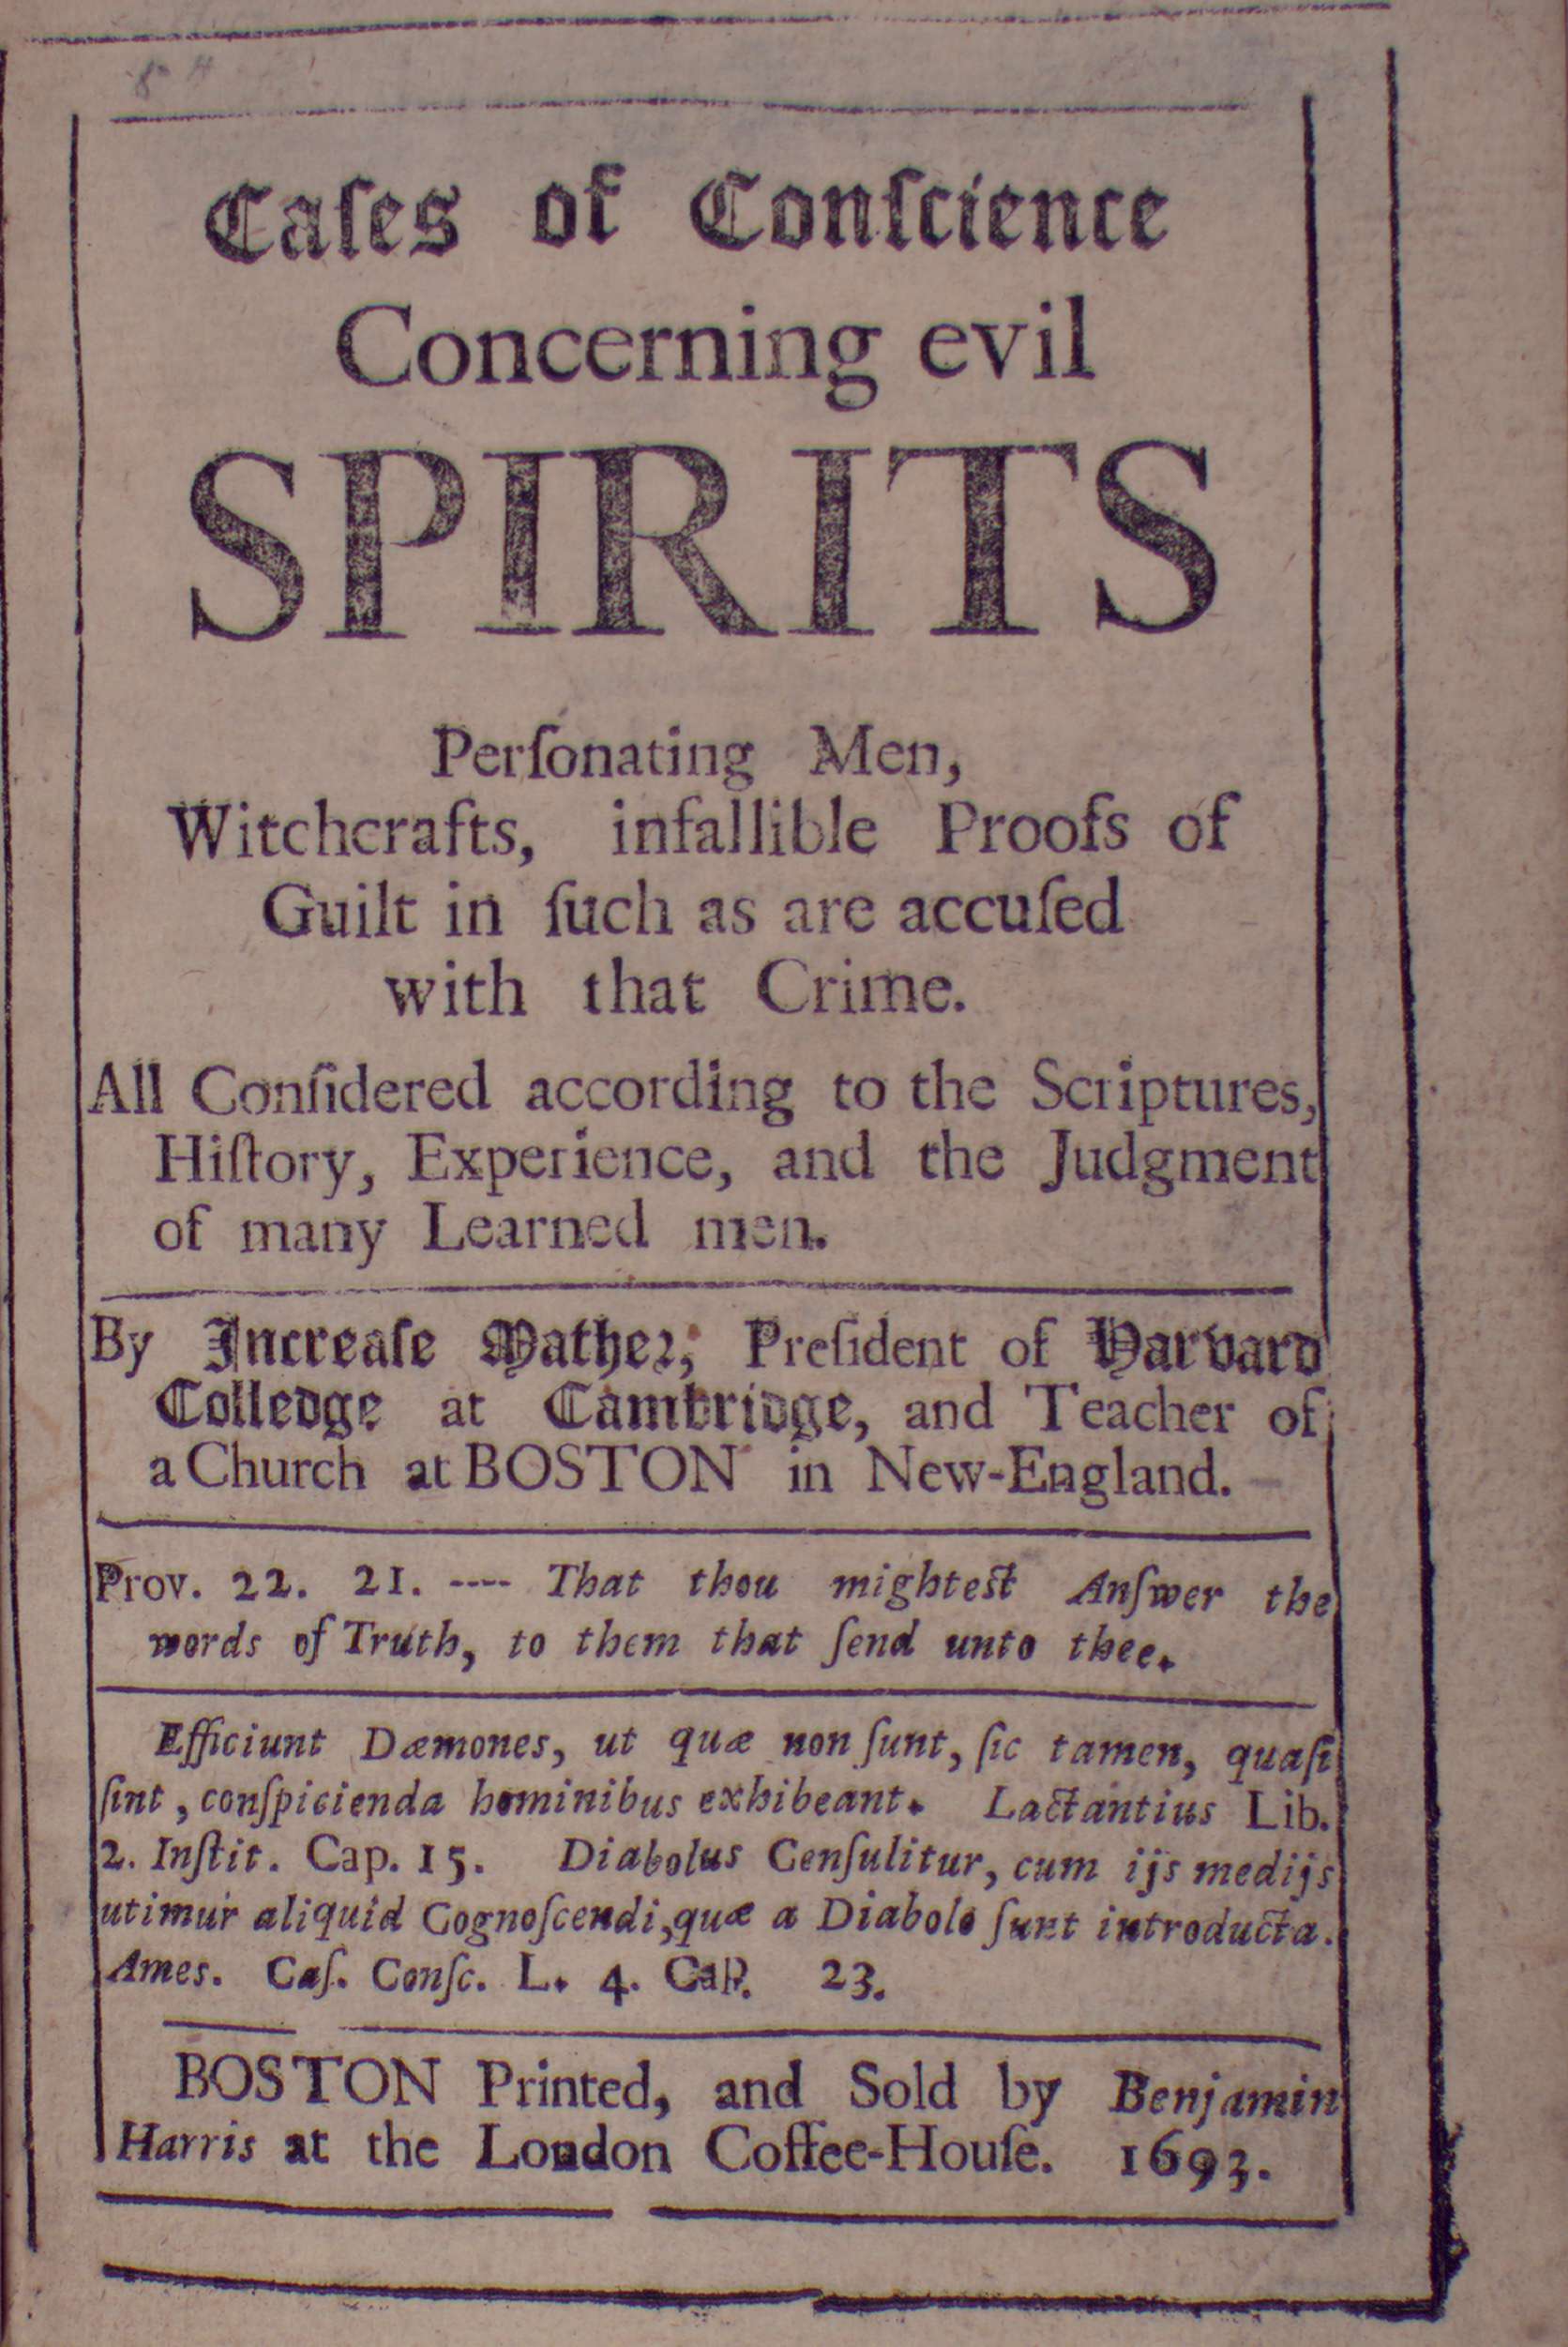 Caſes of Conſcience
Concerning evil
SPIRITS
Perſonating Men,
Witchcrafts, infallible Proofs of
Guilt in ſuch as are accuſed
with that Crime.
All Conſidered according to the Scriptures,
Hiſtory, Experience, and the Judgment
of many Learned men.
By Increaſe Mather, Preſident of Harvard
Colledge at Cambridge, and Teacher of
a Church at BOSTON in New-England.
Prov. 22. 21. ---- That thou mightest Anſwer the
words of Truth, to them that ſend unto thee.
Efficiunt Dæmones, ut quæ non ſunt, ſic tamen, quaſi
ſint, conſpicienda hominibus exhibeant. Lactantius Lib.
2. Inſtit. Cap. 15. Diabolus Conſulitur, cum ijs medijs
utimur aliquid Cognoſcendi, quæ a Diabolo ſunt introducta.
Ames. Caſ. Conſc. L. 4. Cap. 23.
BOSTON Printed, and Sold by Benjamin
Harris at the London Coffee-Houſe. 1693.